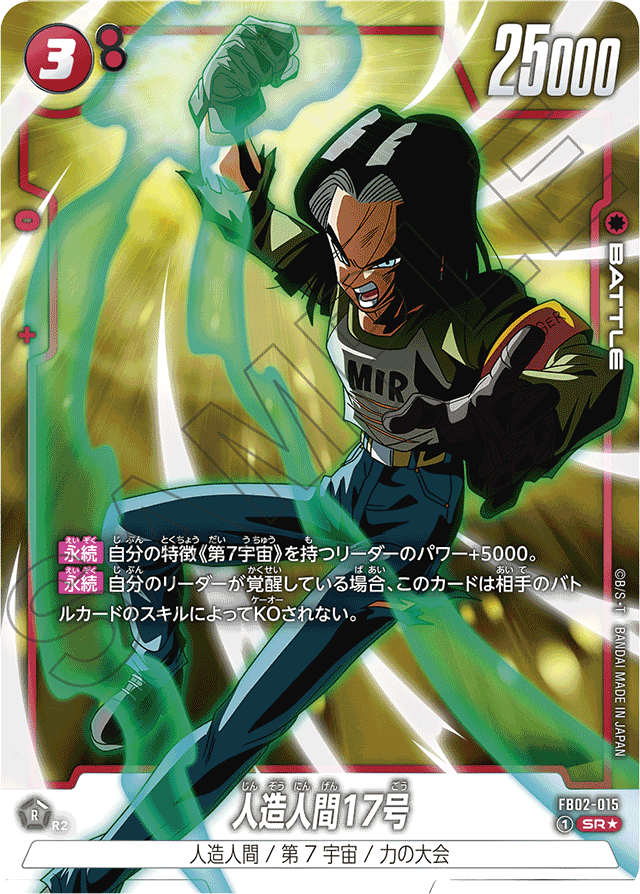 3
25000
BATTLE
SAMPLE
GER
MIR
永続 自分の特徴《第7宇宙》を持つリーダーのパワー+5000。
永続 自分のリーダーが覚醒している場合、このカードは相手のバト
ルカードのスキルによってKOされない。
©B/S・T BANDAI MADE IN JAPAN
人造人間17号
R
R2
FB02-015
1 SR★
人造人間 / 第7宇宙 / 力の大会